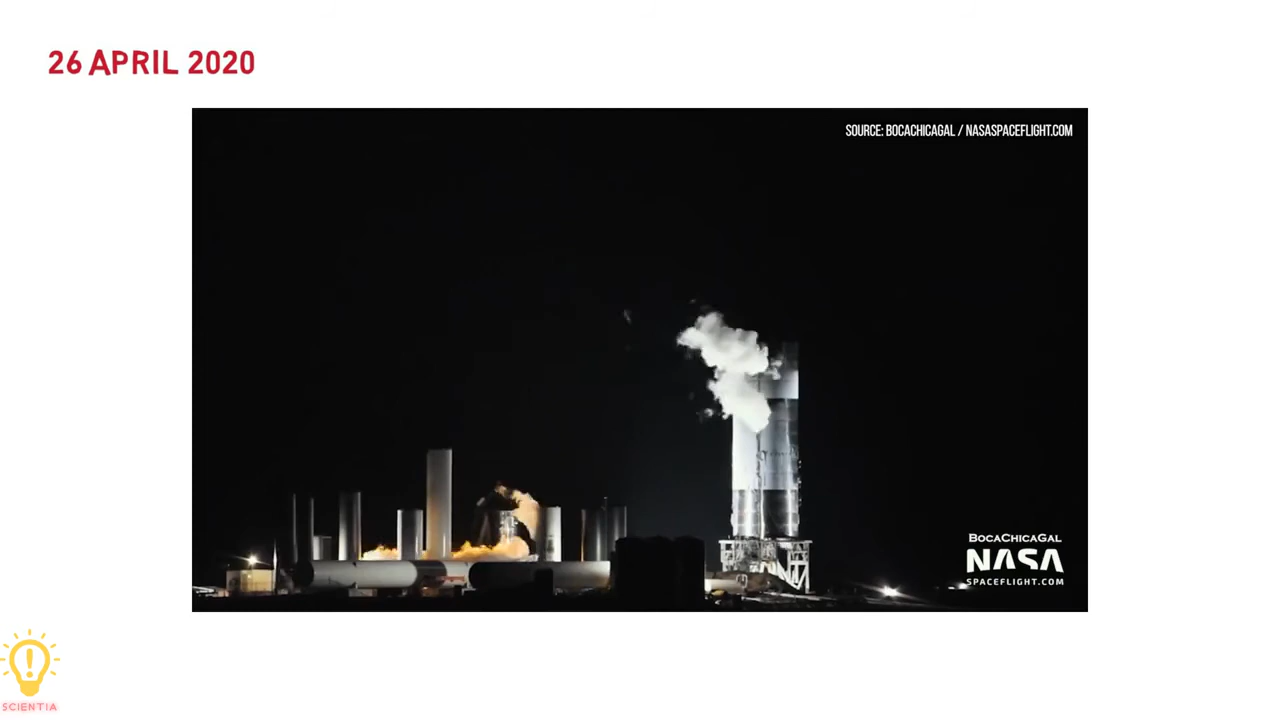 26 APRIL 2020
SOURCE: BOCACHICAGAL / NASASPACEFLIGHT.COM
BOCACHICAGAL
NASA
SPACEFLIGHT.COM
SCIENTIA